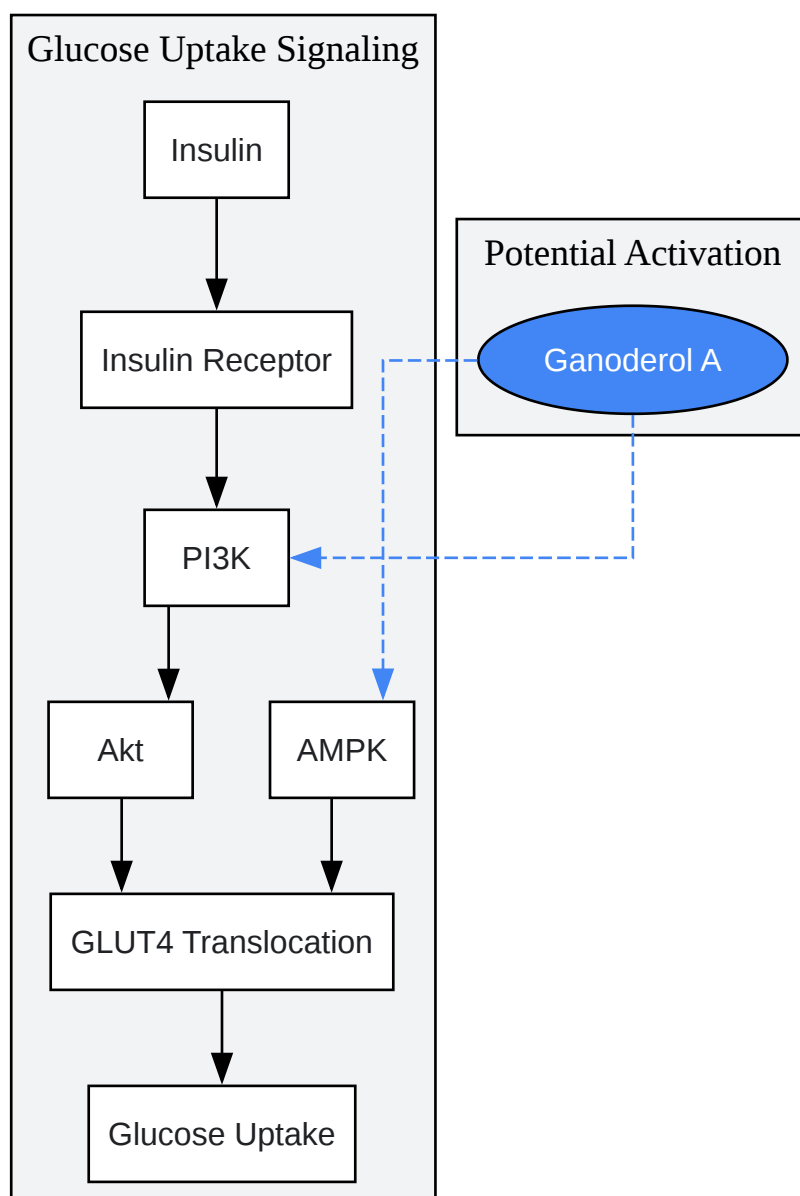 Glucose Uptake Signaling
Insulin
Potential Activation
Insulin Receptor
Ganoderol A
PI3K
Akt
AMPK
GLUT4 Translocation
Glucose Uptake